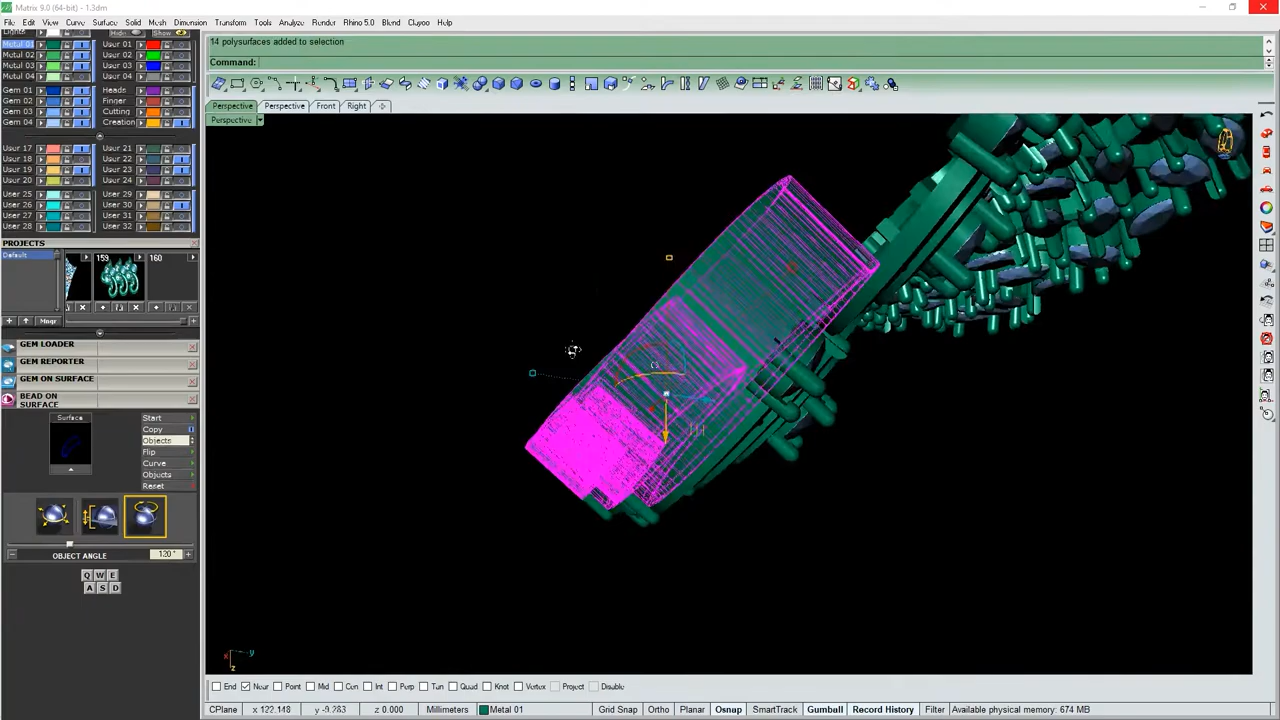 Matrix 9.0 (64-bit) - 1.3dm
File Edit View Curve Surface Solid Mesh Dimension Transform Tools Analyze Render Rhino 5.0 Blend Clayoo Help
Lights Hide Show
Metal 01 User 01
Metal 02 User 02
Metal 03 User 03
Metal 04 User 04
Gem 01 Heads
Gem 02 Finger
Gem 03 Cutting
Gem 04 Creation
User 17 User 21
User 18 User 22
User 19 User 23
User 20 User 24
User 25 User 29
User 26 User 30
User 27 User 31
User 28 User 32
PROJECTS
Default
159 160
Mngr
GEM LOADER
GEM REPORTER
GEM ON SURFACE
BEAD ON SURFACE
Surface
Start
Copy
Objects
Flip
Curve
Objects
Reset
OBJECT ANGLE 120°
Q W E
A S D
14 polysurfaces added to selection
Command:
Perspective Perspective Front Right
Perspective
x y z
End Near Point Mid Cen Int Perp Tan Quad Knot Vertex Project Disable
CPlane x 122.148 y -9.283 z 0.000 Millimeters Metal 01 Grid Snap Ortho Planar Osnap SmartTrack Gumball Record History Filter Available physical memory: 674 MB